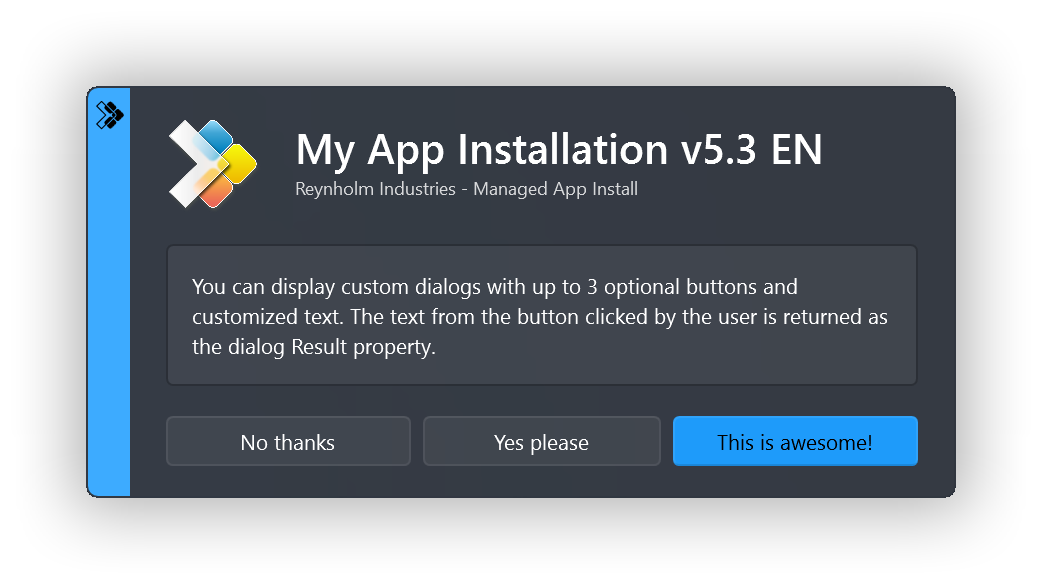 My App Installation v5.3 EN
Reynholm Industries - Managed App Install
You can display custom dialogs with up to 3 optional buttons and
customized text. The text from the button clicked by the user is returned as
the dialog Result property.
No thanks
Yes please
This is awesome!